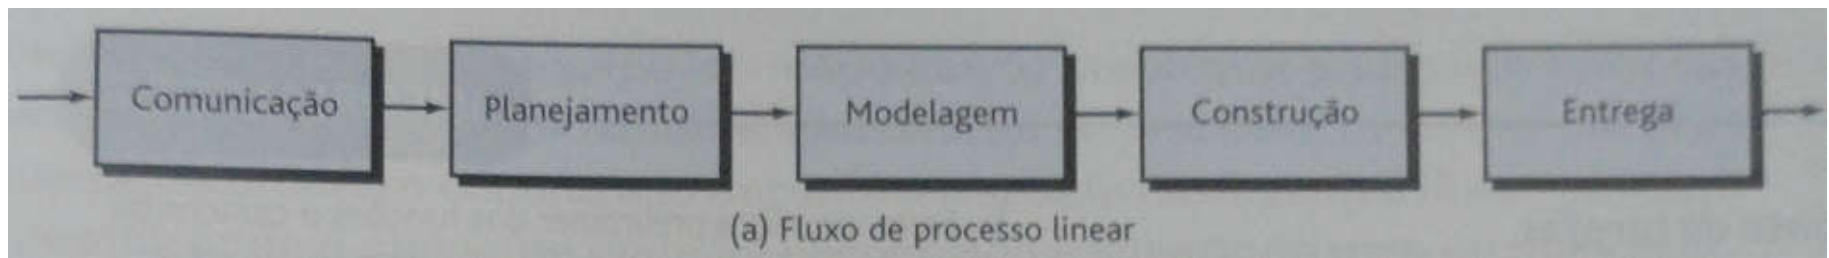 Comunicação
Planejamento
Modelagem
Construção
Entrega
(a) Fluxo de processo linear